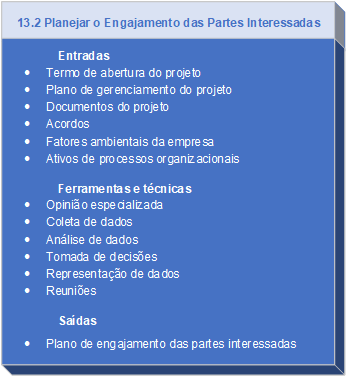 13.2 Planejar o Engajamento das Partes Interessadas
Entradas
• Termo de abertura do projeto
• Plano de gerenciamento do projeto
• Documentos do projeto
• Acordos
• Fatores ambientais da empresa
• Ativos de processos organizacionais
Ferramentas e técnicas
• Opinião especializada
• Coleta de dados
• Análise de dados
• Tomada de decisões
• Representação de dados
• Reuniões
Saídas
• Plano de engajamento das partes interessadas